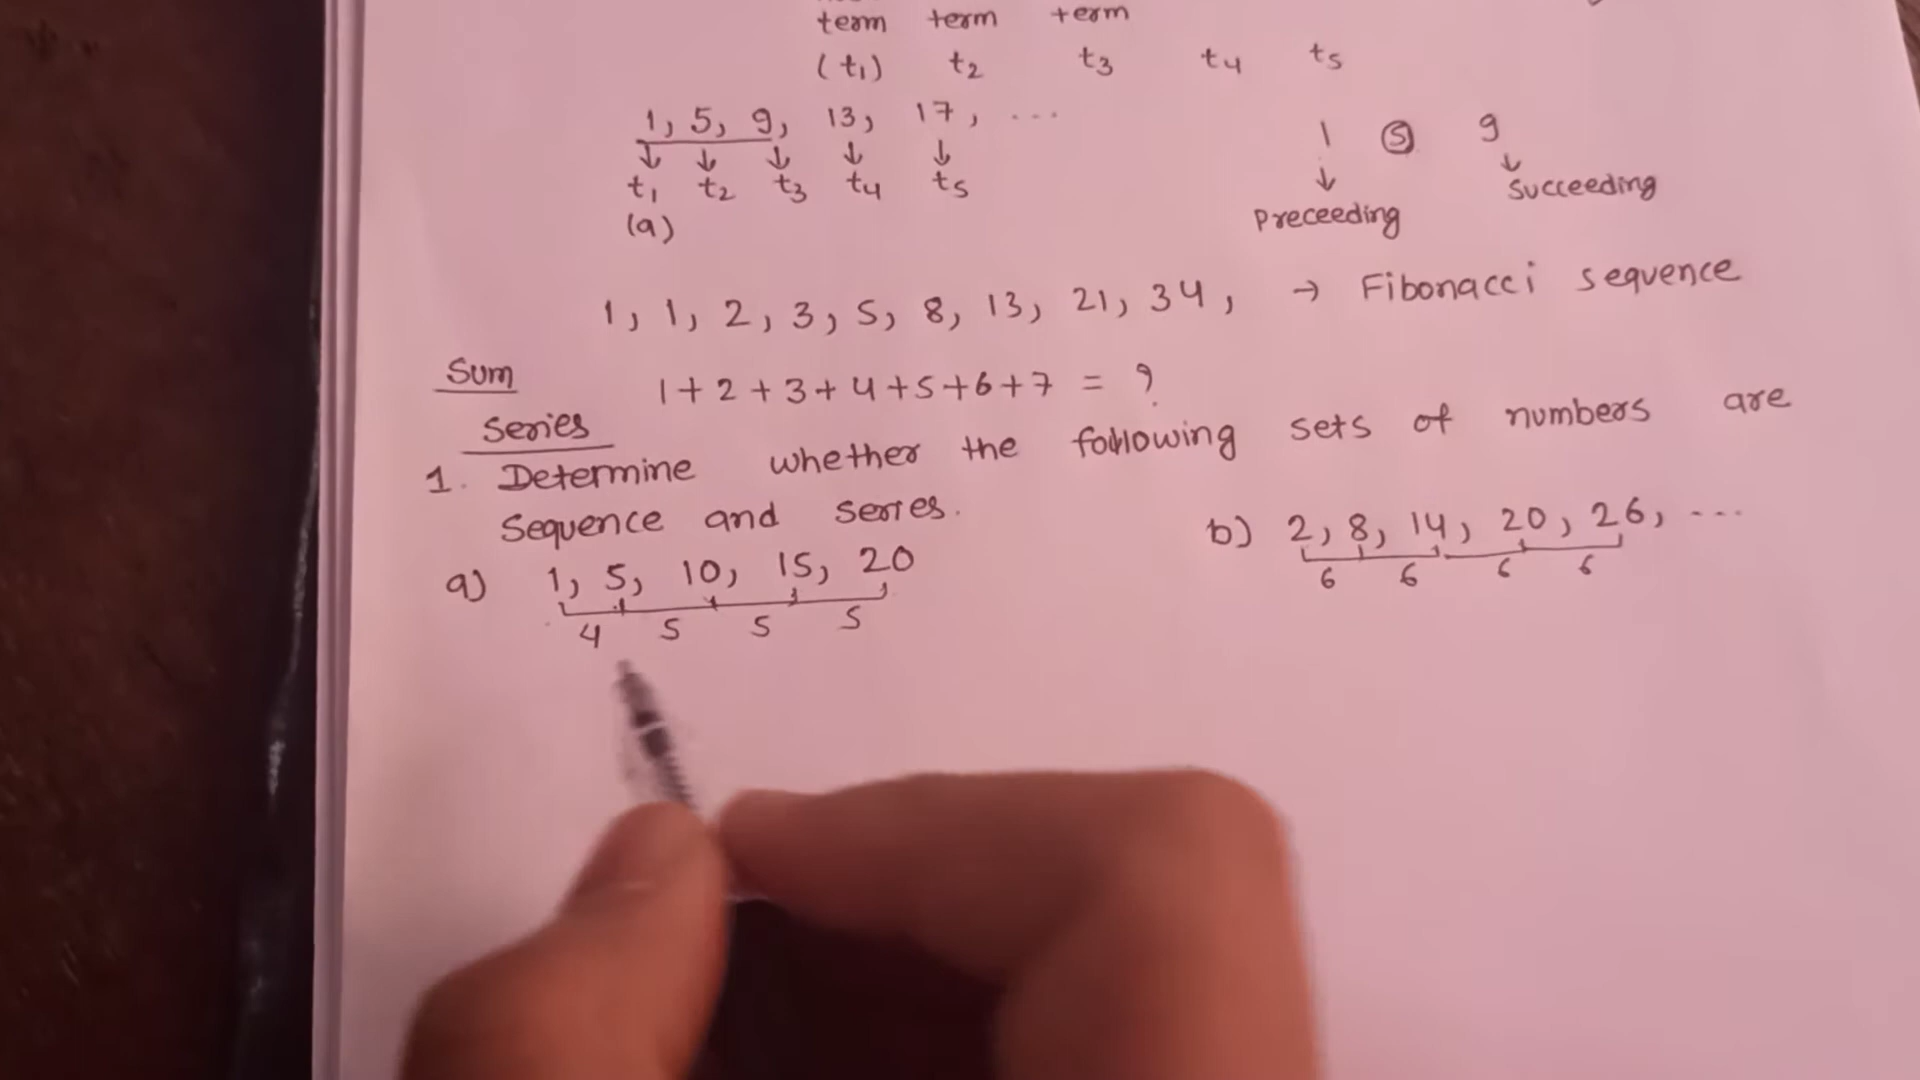 term term term
(t1) t2 t3 t4 t5
1, 5, 9, 13, 17, ...
↓ ↓ ↓ ↓ ↓
t1 t2 t3 t4 t5
(a)
1 5 9
↓ ↓
Preceeding Succeeding
1, 1, 2, 3, 5, 8, 13, 21, 34, → Fibonacci sequence
Sum
1+2+3+4+5+6+7 = ?
Series
1. Determine whether the following sets of numbers are
Sequence and series.
a) 1, 5, 10, 15, 20
4 5 5 5
b) 2, 8, 14, 20, 26, ...
6 6 6 6